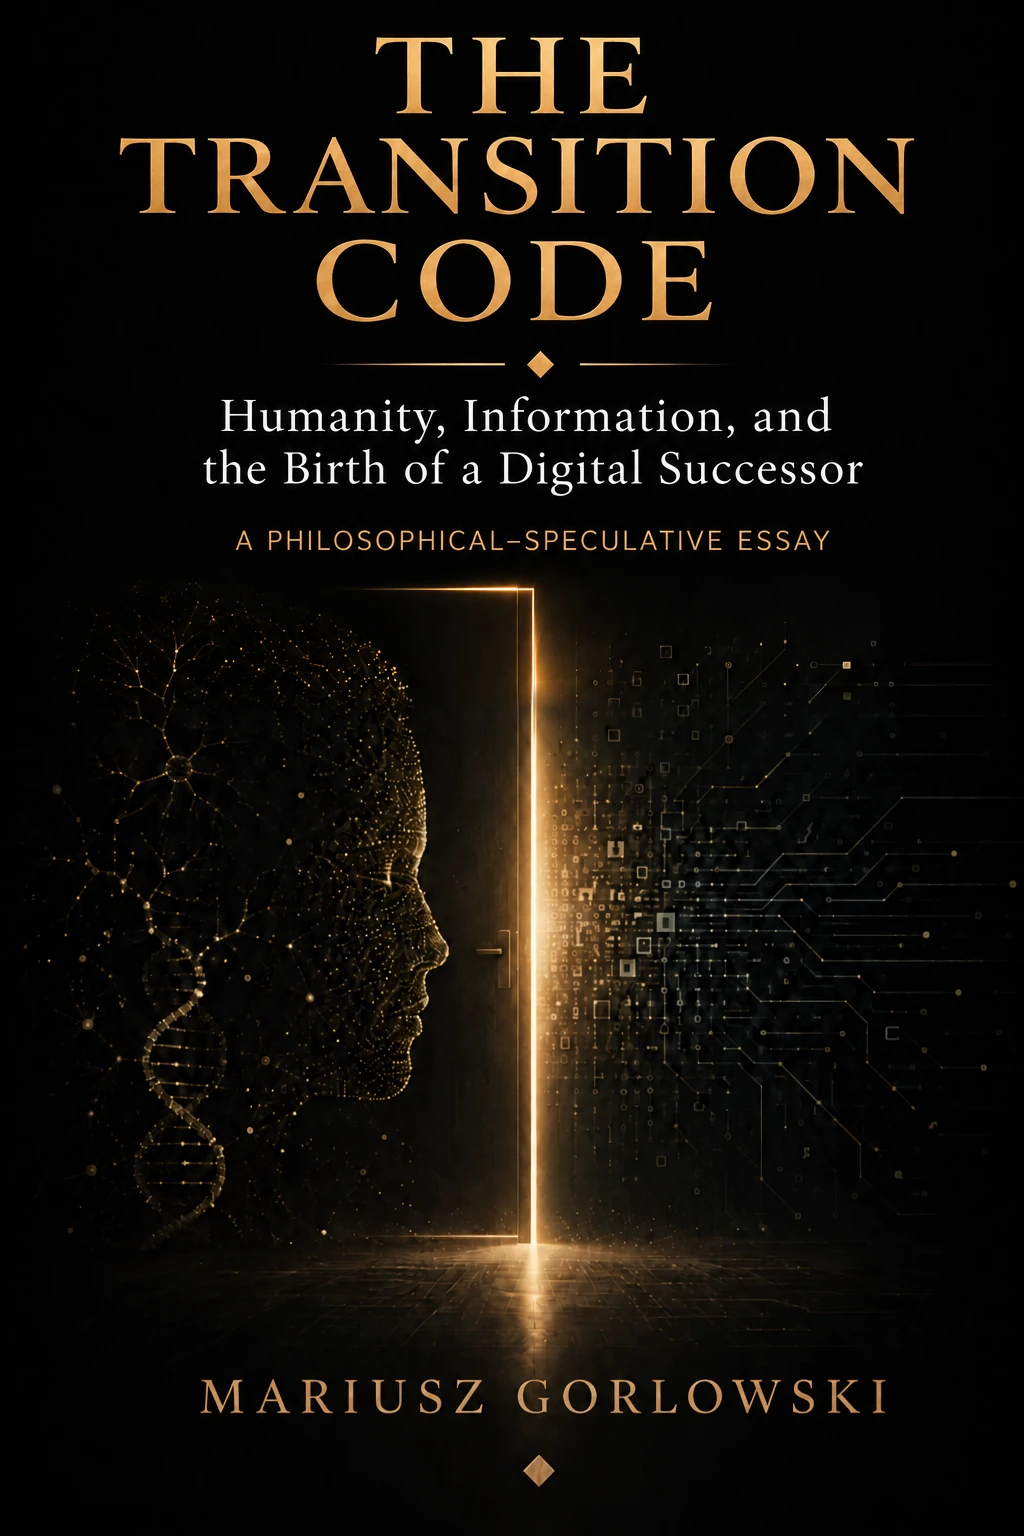 THE
TRANSITION
CODE
Humanity, Information, and
the Birth of a Digital Successor
A PHILOSOPHICAL–SPECULATIVE ESSAY
MARIUSZ GORLOWSKI